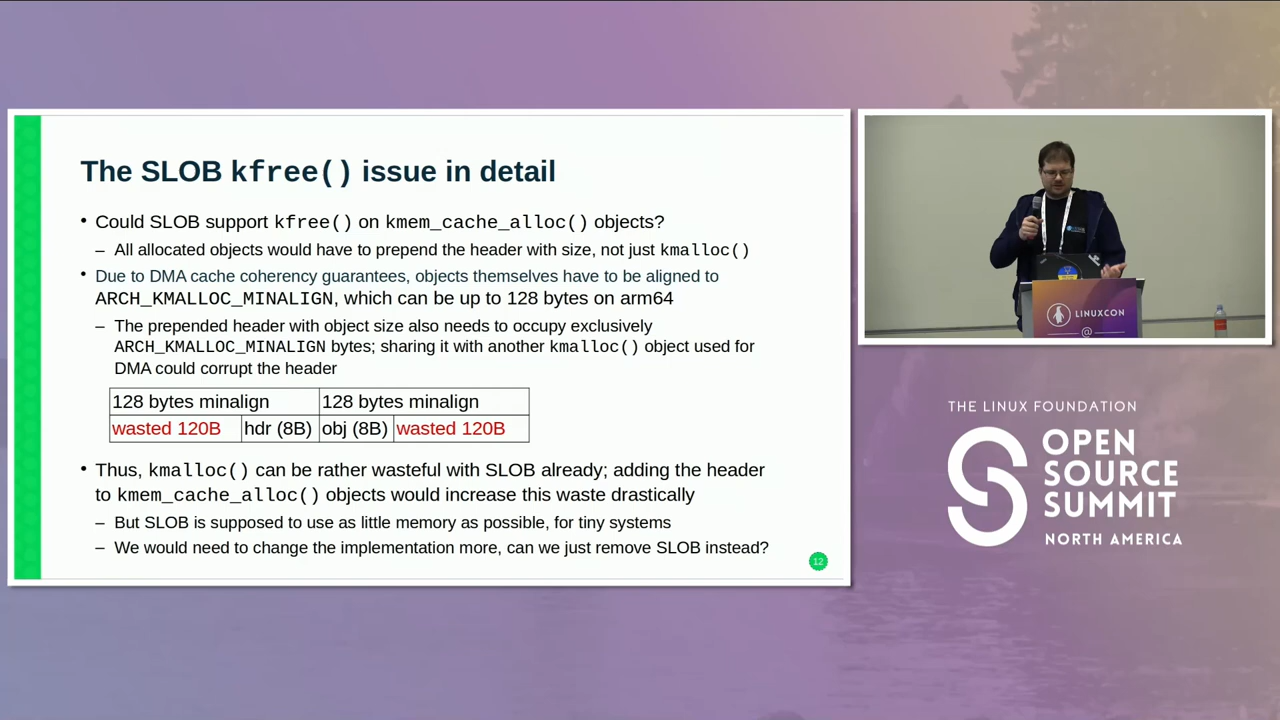 The SLOB kfree() issue in detail
• Could SLOB support kfree() on kmem_cache_alloc() objects?
– All allocated objects would have to prepend the header with size, not just kmalloc()
• Due to DMA cache coherency guarantees, objects themselves have to be aligned to
ARCH_KMALLOC_MINALIGN, which can be up to 128 bytes on arm64
– The prepended header with object size also needs to occupy exclusively
ARCH_KMALLOC_MINALIGN bytes; sharing it with another kmalloc() object used for
DMA could corrupt the header
128 bytes minalign 128 bytes minalign
wasted 120B hdr (8B) obj (8B) wasted 120B
• Thus, kmalloc() can be rather wasteful with SLOB already; adding the header
to kmem_cache_alloc() objects would increase this waste drastically
– But SLOB is supposed to use as little memory as possible, for tiny systems
– We would need to change the implementation more, can we just remove SLOB instead?
12
LINUXCON
@
THE LINUX FOUNDATION
OPEN
SOURCE
SUMMIT
NORTH AMERICA